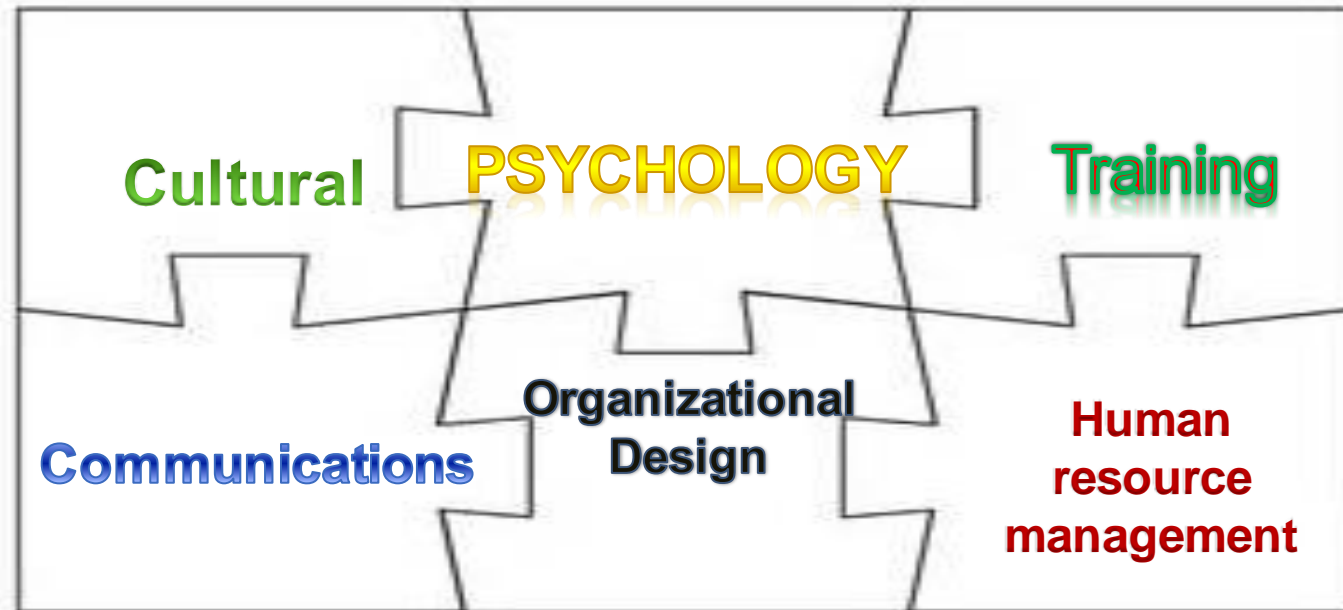 Cultural
PSYCHOLOGY
Training
Communications
Organizational
Design
Human
resource
management